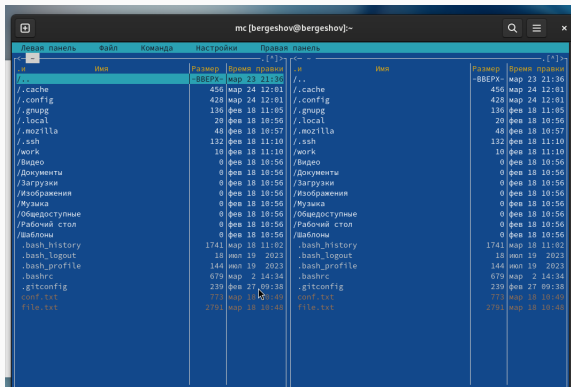 mc [bergeshov@bergeshov]:~
Левая панель Файл Команда Настройки Правая панель
<- ~ .[^]> <- ~ .[^]>
.и Имя Размер Время правки .и Имя Размер Время правки
/.. -ВВЕРХ- мар 23 21:36 /.. -ВВЕРХ- мар 23 21:36
/.cache 456 мар 24 12:01 /.cache 456 мар 24 12:01
/.config 428 мар 24 12:01 /.config 428 мар 24 12:01
/.gnupg 136 фев 18 11:05 /.gnupg 136 фев 18 11:05
/.local 20 фев 18 10:56 /.local 20 фев 18 10:56
/.mozilla 48 фев 18 10:57 /.mozilla 48 фев 18 10:57
/.ssh 132 фев 18 11:10 /.ssh 132 фев 18 11:10
/work 10 фев 18 11:10 /work 10 фев 18 11:10
/Видео 0 фев 18 10:56 /Видео 0 фев 18 10:56
/Документы 0 фев 18 10:56 /Документы 0 фев 18 10:56
/Загрузки 0 фев 18 10:56 /Загрузки 0 фев 18 10:56
/Изображения 0 фев 18 10:56 /Изображения 0 фев 18 10:56
/Музыка 0 фев 18 10:56 /Музыка 0 фев 18 10:56
/Общедоступные 0 фев 18 10:56 /Общедоступные 0 фев 18 10:56
/Рабочий стол 0 фев 18 10:56 /Рабочий стол 0 фев 18 10:56
/Шаблоны 0 фев 18 10:56 /Шаблоны 0 фев 18 10:56
.bash_history 1741 мар 18 11:02 .bash_history 1741 мар 18 11:02
.bash_logout 18 июл 19 2023 .bash_logout 18 июл 19 2023
.bash_profile 144 июл 19 2023 .bash_profile 144 июл 19 2023
.bashrc 679 мар 2 14:34 .bashrc 679 мар 2 14:34
.gitconfig 239 фев 27 09:38 .gitconfig 239 фев 27 09:38
conf.txt 773 мар 18 10:49 conf.txt 773 мар 18 10:49
file.txt 2791 мар 18 10:48 file.txt 2791 мар 18 10:48